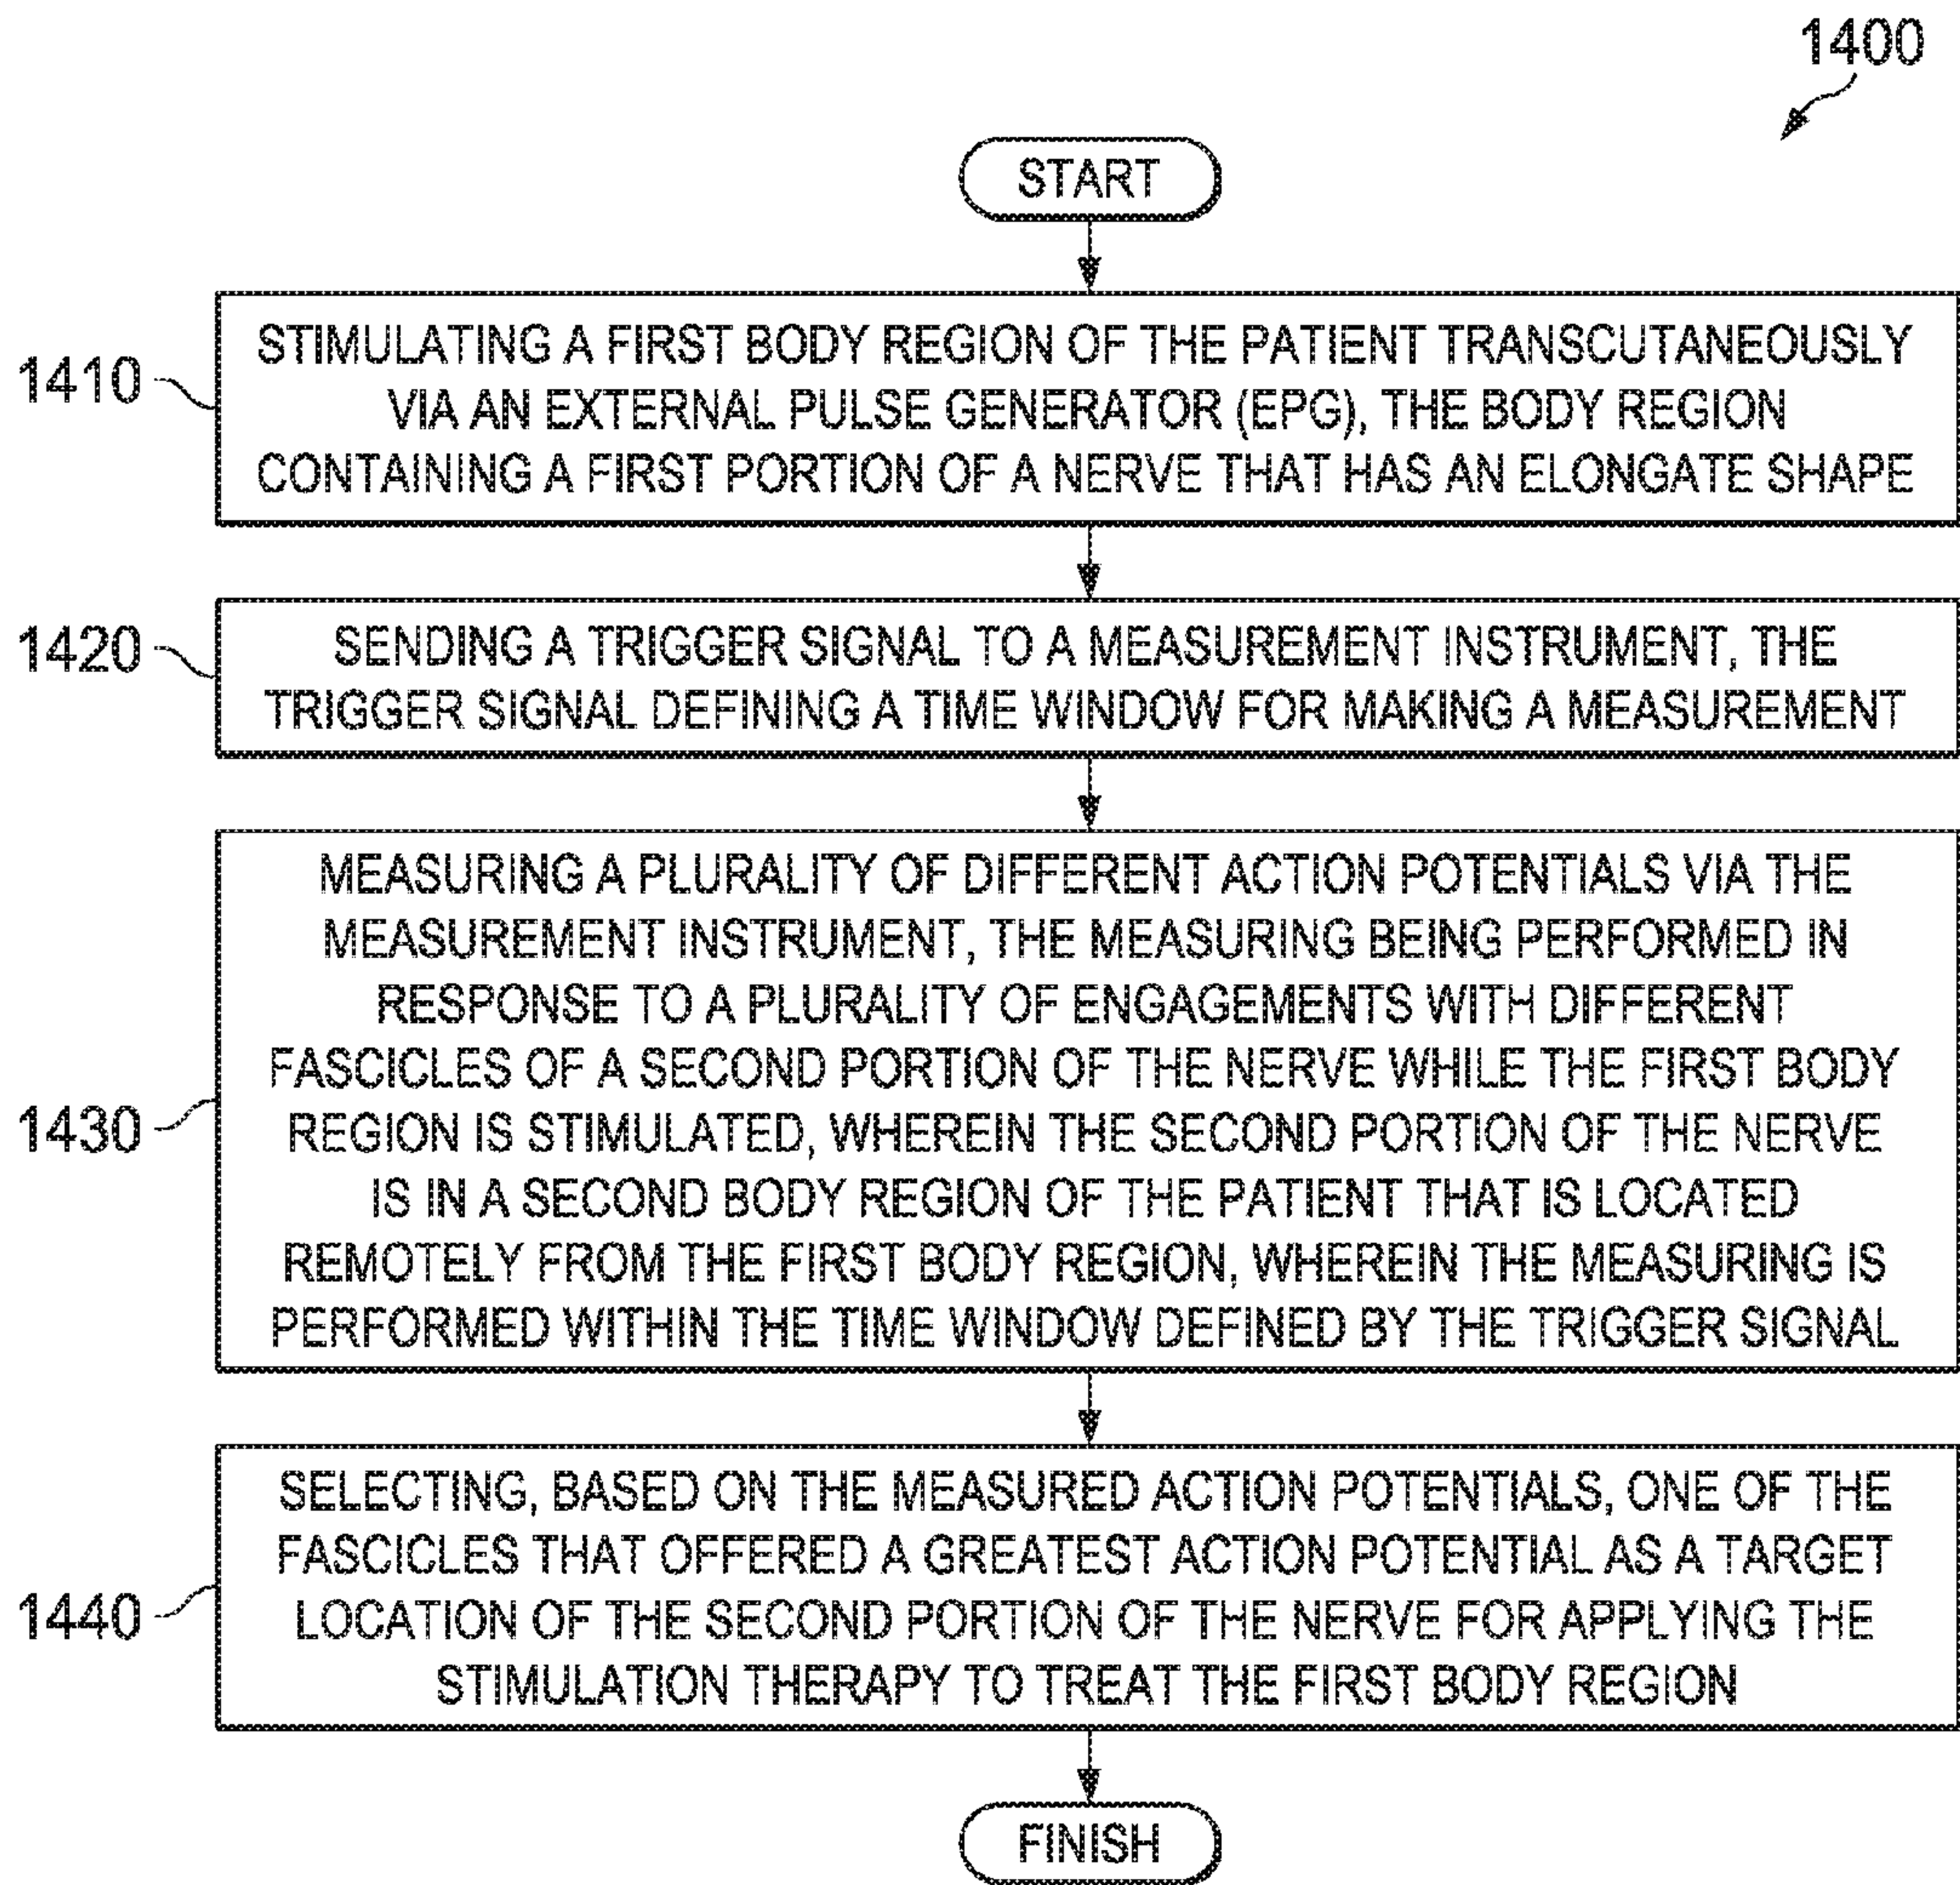 1400
START
1410
STIMULATING A FIRST BODY REGION OF THE PATIENT TRANSCUTANEOUSLY
VIA AN EXTERNAL PULSE GENERATOR (EPG), THE BODY REGION
CONTAINING A FIRST PORTION OF A NERVE THAT HAS AN ELONGATE SHAPE
1420
SENDING A TRIGGER SIGNAL TO A MEASUREMENT INSTRUMENT, THE
TRIGGER SIGNAL DEFINING A TIME WINDOW FOR MAKING A MEASUREMENT
1430
MEASURING A PLURALITY OF DIFFERENT ACTION POTENTIALS VIA THE
MEASUREMENT INSTRUMENT, THE MEASURING BEING PERFORMED IN
RESPONSE TO A PLURALITY OF ENGAGEMENTS WITH DIFFERENT
FASCICLES OF A SECOND PORTION OF THE NERVE WHILE THE FIRST BODY
REGION IS STIMULATED, WHEREIN THE SECOND PORTION OF THE NERVE
IS IN A SECOND BODY REGION OF THE PATIENT THAT IS LOCATED
REMOTELY FROM THE FIRST BODY REGION, WHEREIN THE MEASURING IS
PERFORMED WITHIN THE TIME WINDOW DEFINED BY THE TRIGGER SIGNAL
1440
SELECTING, BASED ON THE MEASURED ACTION POTENTIALS, ONE OF THE
FASCICLES THAT OFFERED A GREATEST ACTION POTENTIAL AS A TARGET
LOCATION OF THE SECOND PORTION OF THE NERVE FOR APPLYING THE
STIMULATION THERAPY TO TREAT THE FIRST BODY REGION
FINISH